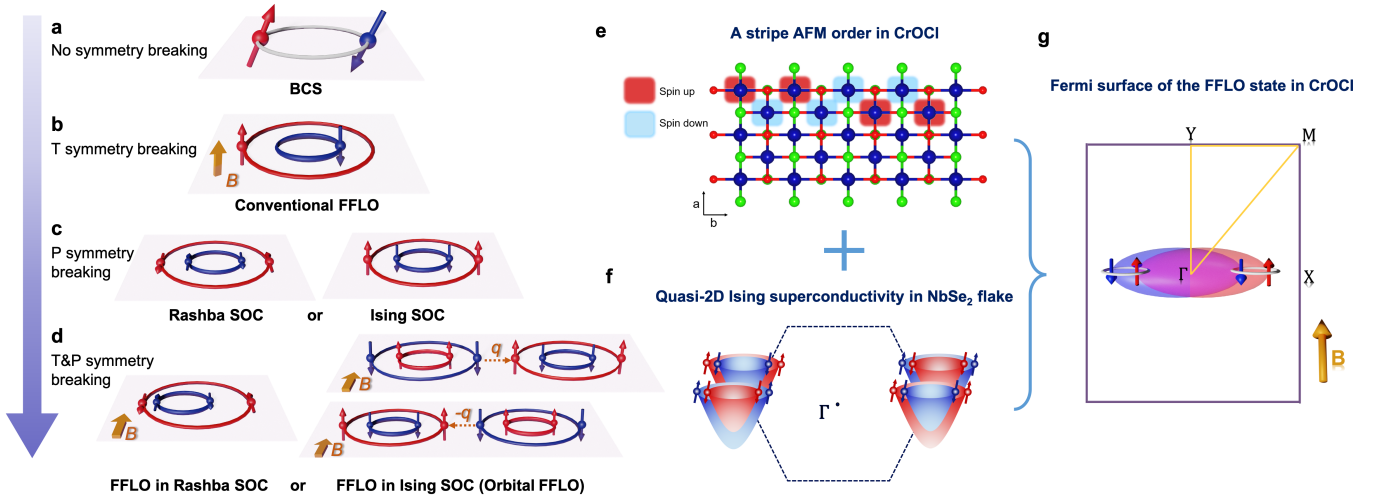 a
No symmetry breaking
BCS
b
T symmetry breaking
B
Conventional FFLO
c
P symmetry
breaking
Rashba SOC or Ising SOC
d
T&P symmetry
breaking
B
q
B
-q
B
FFLO in Rashba SOC or FFLO in Ising SOC (Orbital FFLO)
e
A stripe AFM order in CrOCl
Spin up
Spin down
a
b
f
Quasi-2D Ising superconductivity in NbSe₂ flake
Γ
g
Fermi surface of the FFLO state in CrOCl
Y
M
Γ
X
B